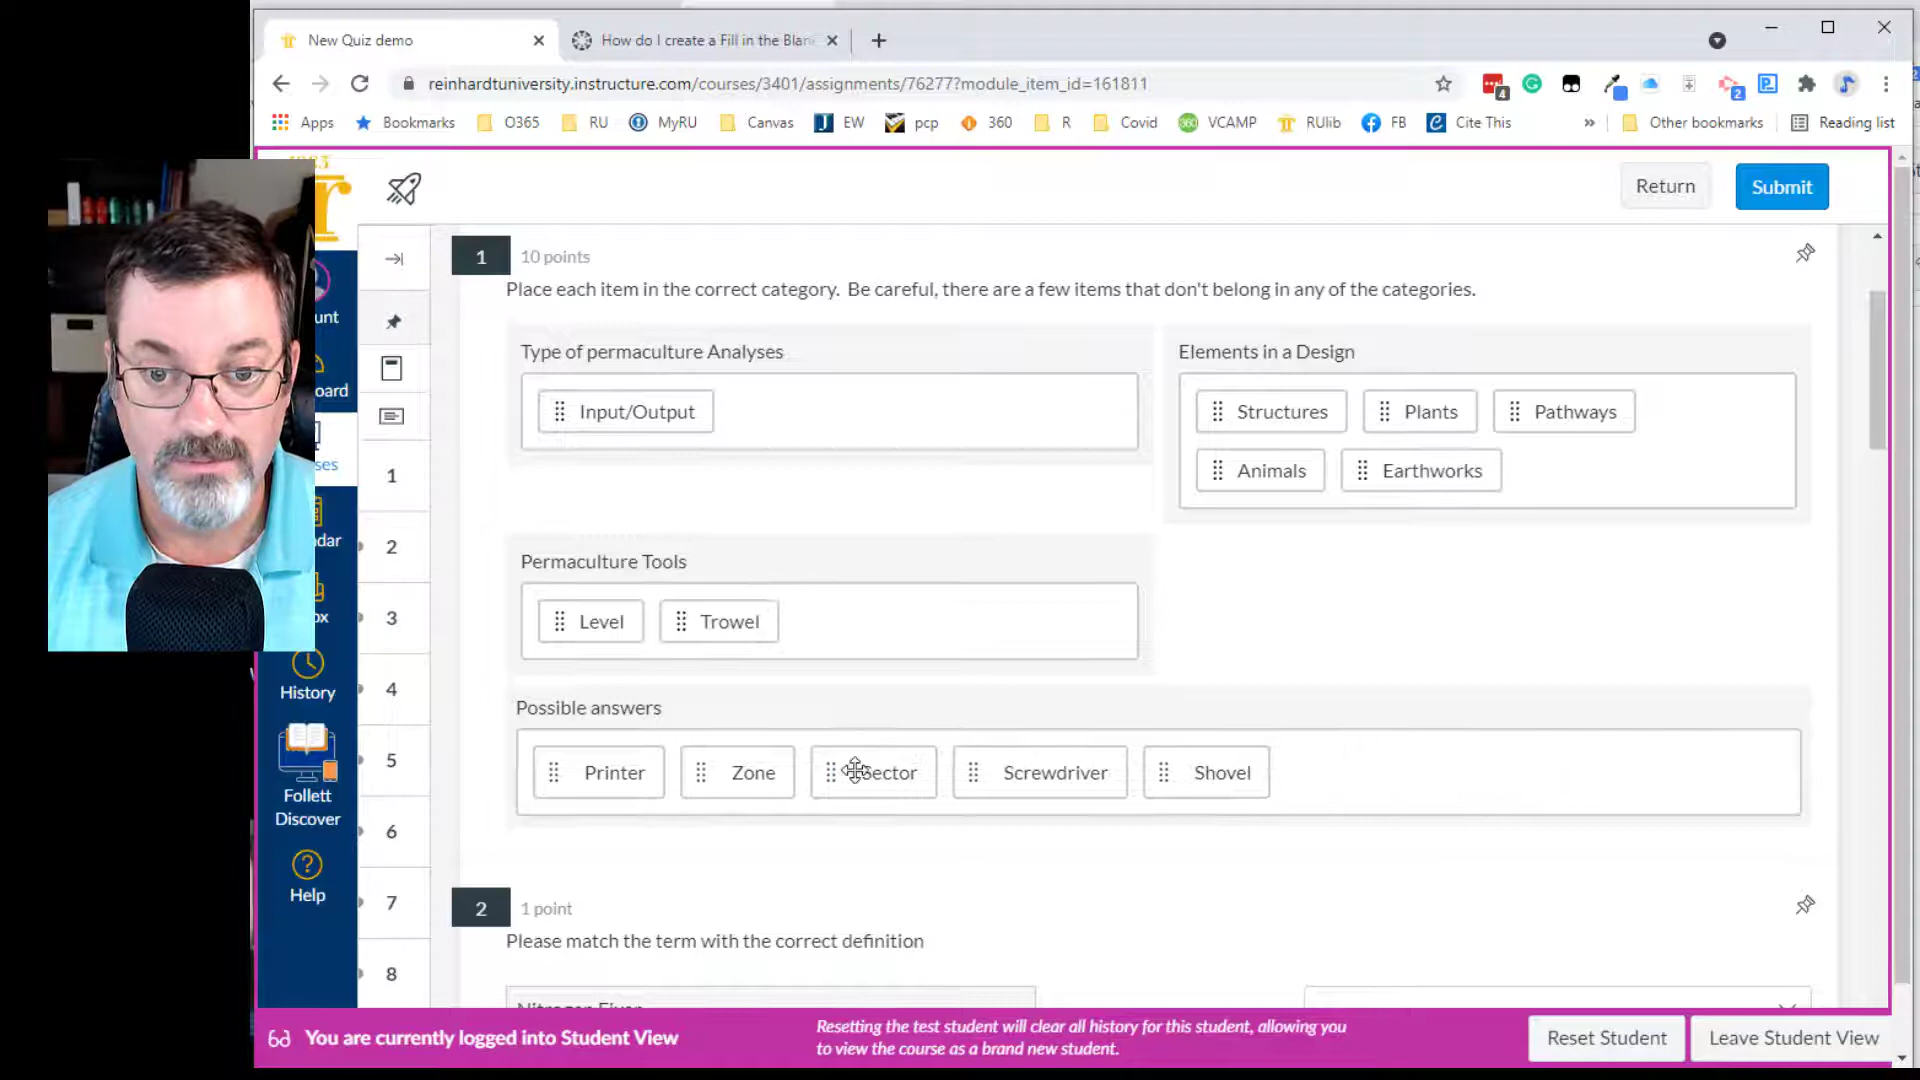 New Quiz demo
How do I create a Fill in the Blan
reinhardtuniversity.instructure.com/courses/3401/assignments/76277?module_item_id=161811
4
2
Apps
Bookmarks
O365
RU
MyRU
Canvas
EW
pcp
360
R
Covid
360
VCAMP
RUlib
FB
Cite This
»
Other bookmarks
Reading list
Return
Submit
1
10 points
Place each item in the correct category. Be careful, there are a few items that don't belong in any of the categories.
Type of permaculture Analyses
Elements in a Design
Input/Output
Structures
Plants
Pathways
Animals
Earthworks
Permaculture Tools
Level
Trowel
Possible answers
Printer
Zone
Sector
Screwdriver
Shovel
2
1 point
Please match the term with the correct definition
unt
oard
ses
dar
ox
History
Follett
Discover
Help
1
2
3
4
5
6
7
8
You are currently logged into Student View
Resetting the test student will clear all history for this student, allowing you
to view the course as a brand new student.
Reset Student
Leave Student View